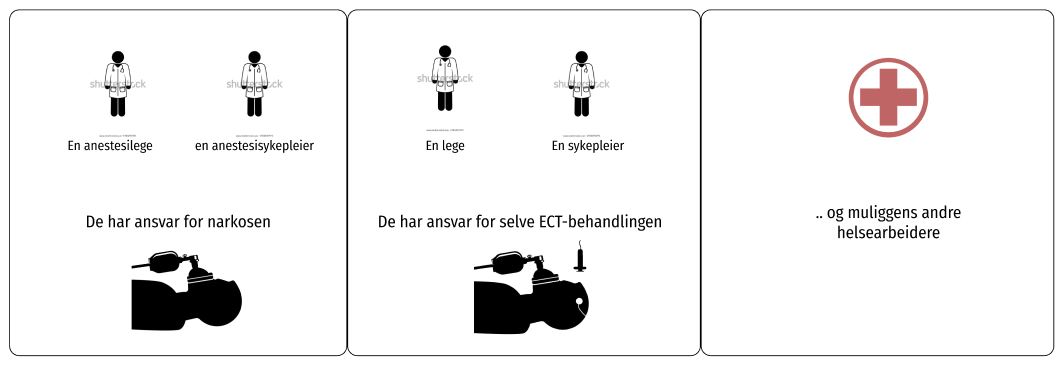 shutterstock
shutterstock
En anestesilege
en anestesisykepleier
De har ansvar for narkosen
shutterstock
shutterstock
En lege
En sykepleier
De har ansvar for selve ECT-behandlingen
.. og muliggens andre
helsearbeidere